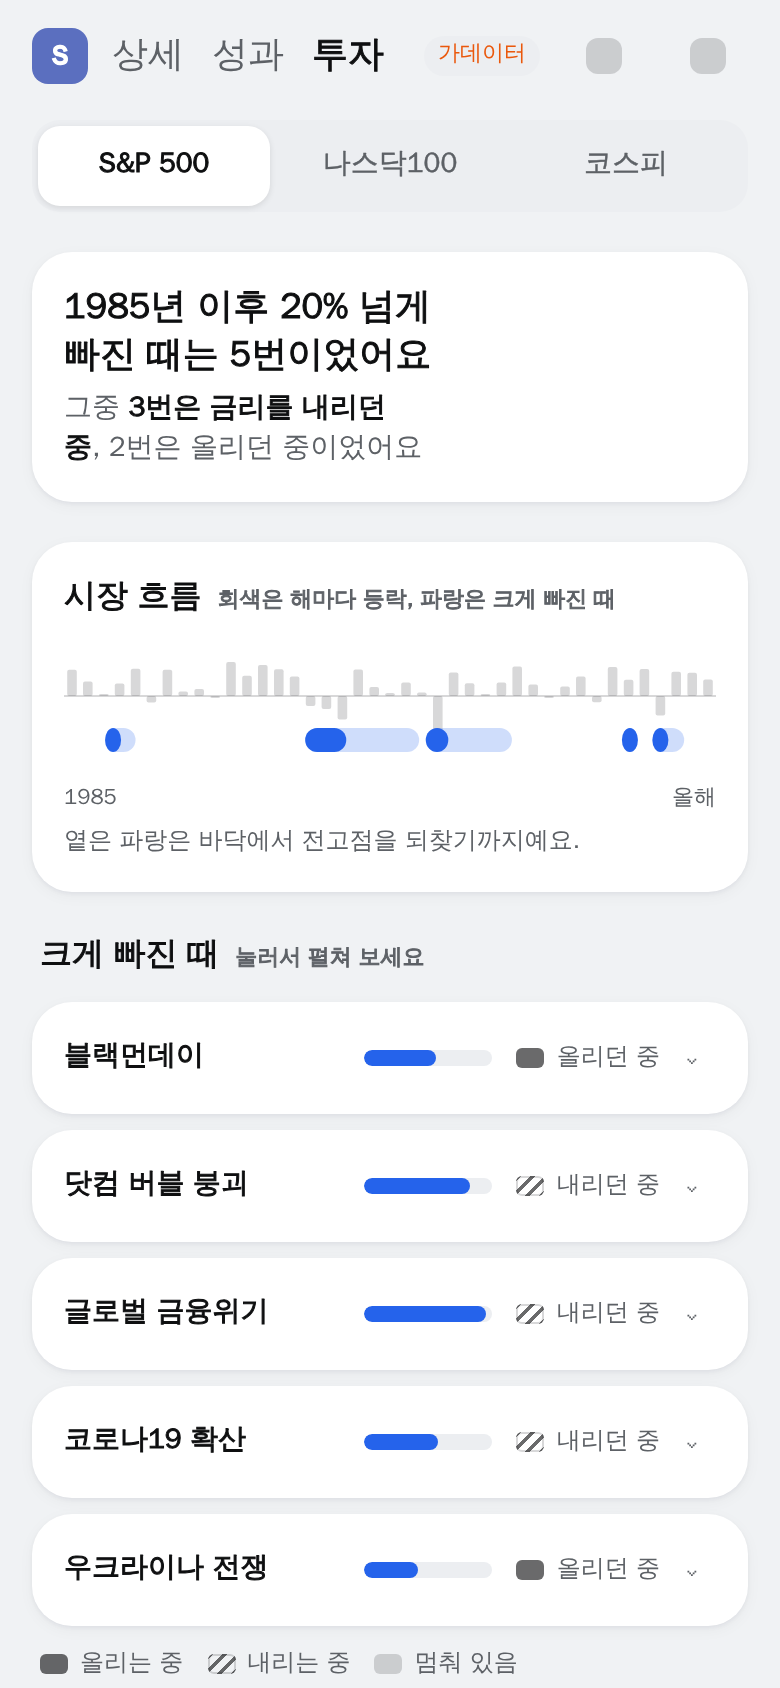 S 상세 성과 투자 가데이터
S&P 500 나스닥100 코스피
1985년 이후 20% 넘게
빠진 때는 5번이었어요
그중 3번은 금리를 내리던
중, 2번은 올리던 중이었어요
시장 흐름 회색은 해마다 등락, 파랑은 크게 빠진 때
1985 올해
옅은 파랑은 바닥에서 전고점을 되찾기까지예요.
크게 빠진 때 눌러서 펼쳐 보세요
블랙먼데이 올리던 중
닷컴 버블 붕괴 내리던 중
글로벌 금융위기 내리던 중
코로나19 확산 내리던 중
우크라이나 전쟁 올리던 중
올리는 중 내리는 중 멈춰 있음